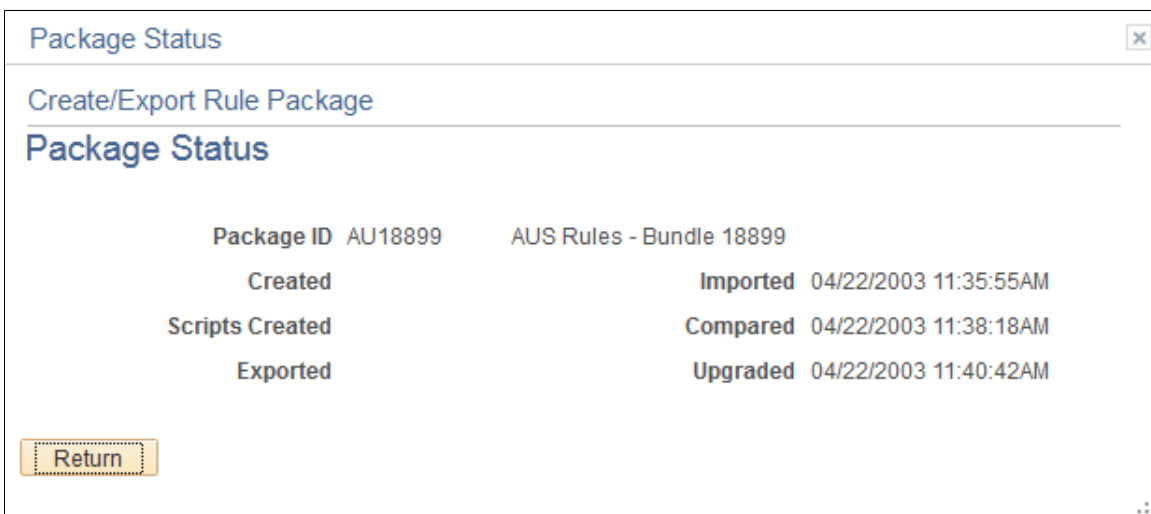 Package Status
Create/Export Rule Package
Package Status
Package ID AU18899 AUS Rules - Bundle 18899
Created Imported 04/22/2003 11:35:55AM
Scripts Created Compared 04/22/2003 11:38:18AM
Exported Upgraded 04/22/2003 11:40:42AM
Return